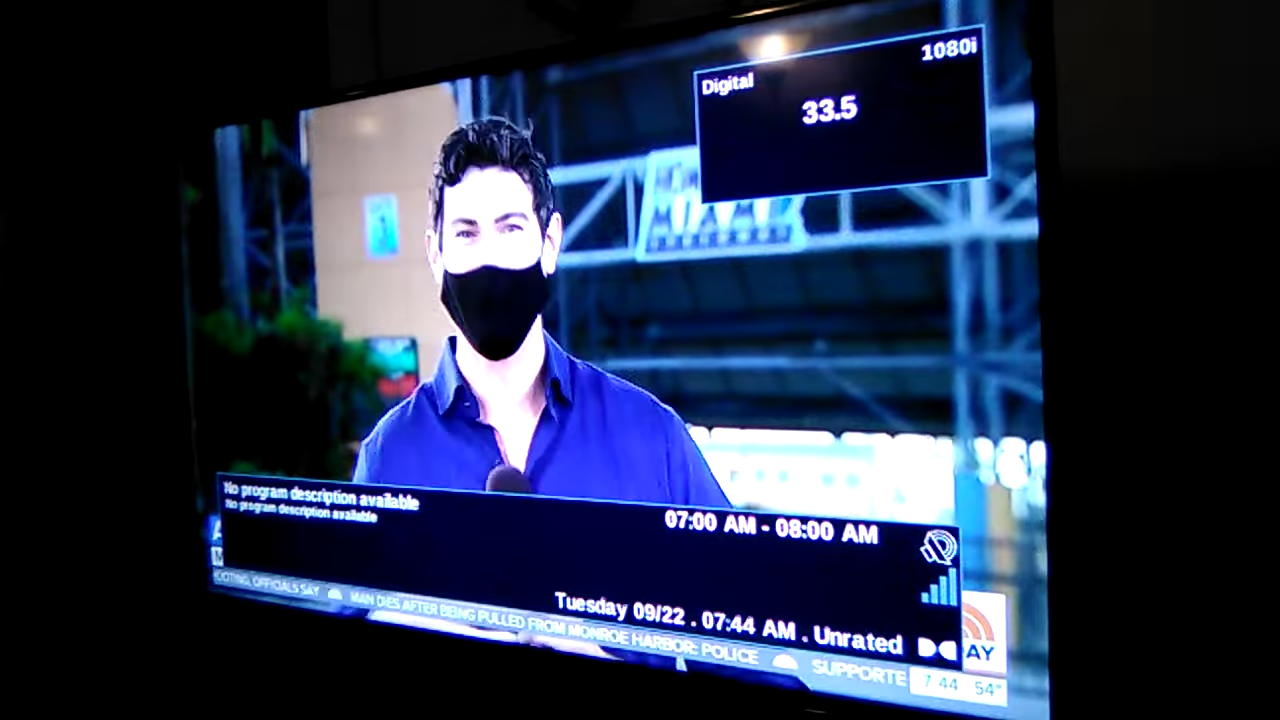 1080i
Digital
33.5
No program description available
No program description available
07:00 AM - 08:00 AM
Tuesday 09/22 . 07:44 AM . Unrated
OOTING, OFFICIALS SAY MAN DIES AFTER BEING PULLED FROM MONROE HARBOR: POLICE SUPPORTE
AY
7:44 54°